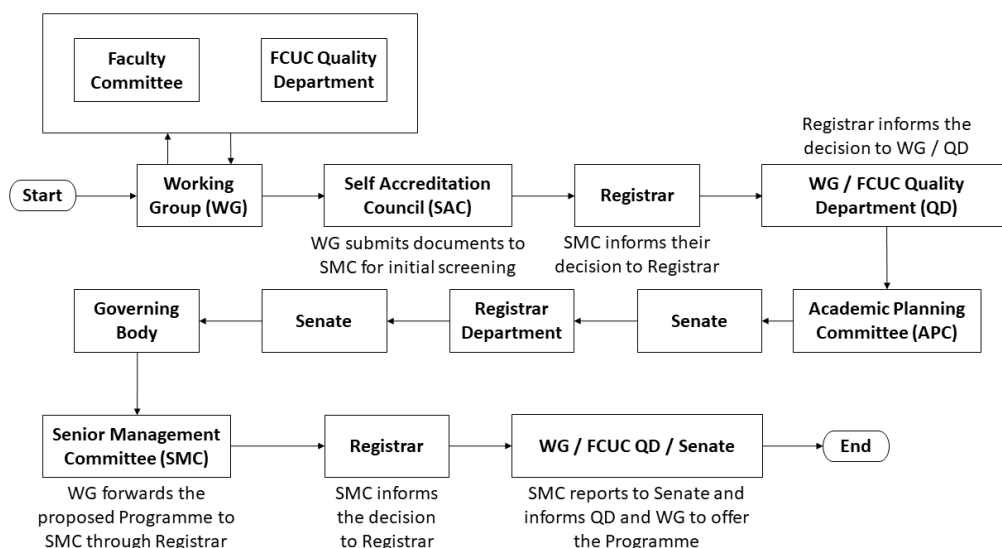 Faculty
Committee
FCUC Quality
Department
Start
Working
Group (WG)
Self Accreditation
Council (SAC)
WG submits documents to
SMC for initial screening
Registrar
SMC informs their
decision to Registrar
Registrar informs the
decision to WG / QD
WG / FCUC Quality
Department (QD)
Academic Planning
Committee (APC)
Senate
Registrar
Department
Senate
Governing
Body
Senior Management
Committee (SMC)
WG forwards the
proposed Programme to
SMC through Registrar
Registrar
SMC informs
the decision
to Registrar
WG / FCUC QD / Senate
SMC reports to Senate and
informs QD and WG to offer
the Programme
End